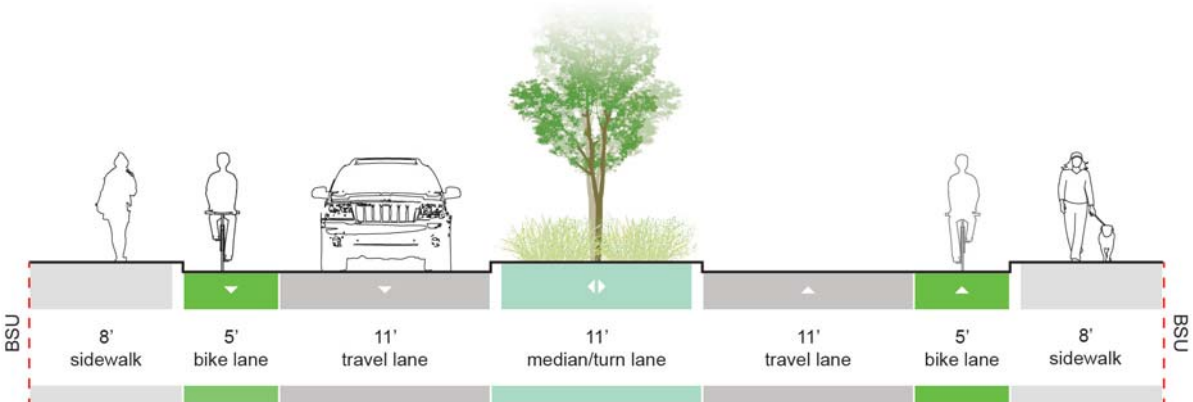 BSU
8’
sidewalk
5’
bike lane
11’
travel lane
11’
median/turn lane
11’
travel lane
5’
bike lane
8’
sidewalk
BSU